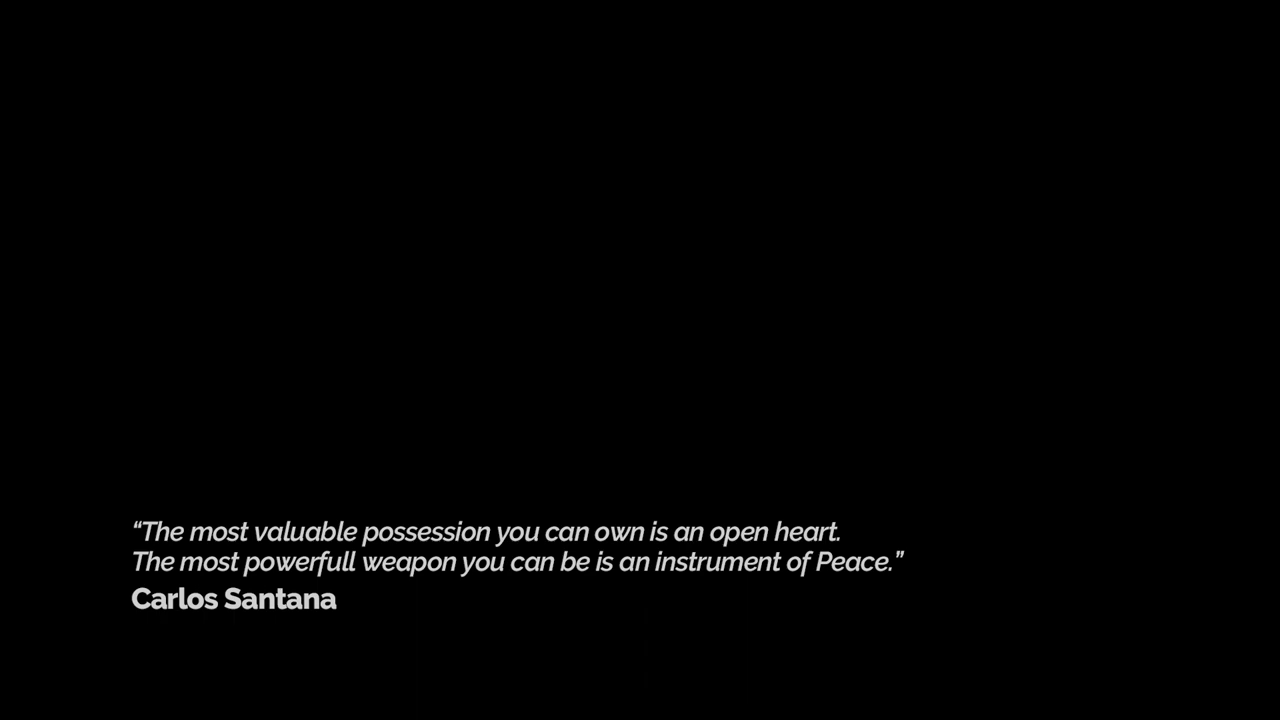 “The most valuable possession you can own is an open heart.
The most powerfull weapon you can be is an instrument of Peace.”
Carlos Santana